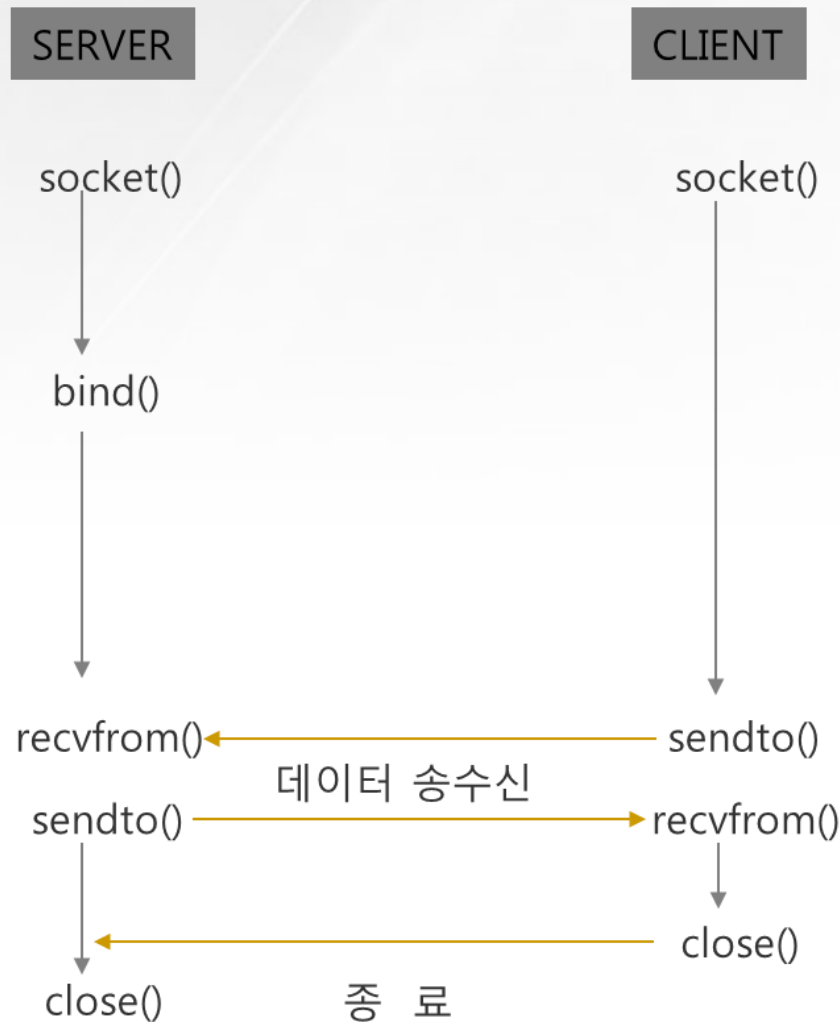 SERVER
CLIENT
socket()
socket()
bind()
recvfrom()
sendto()
데이터 송수신
sendto()
recvfrom()
close()
close()
종 료